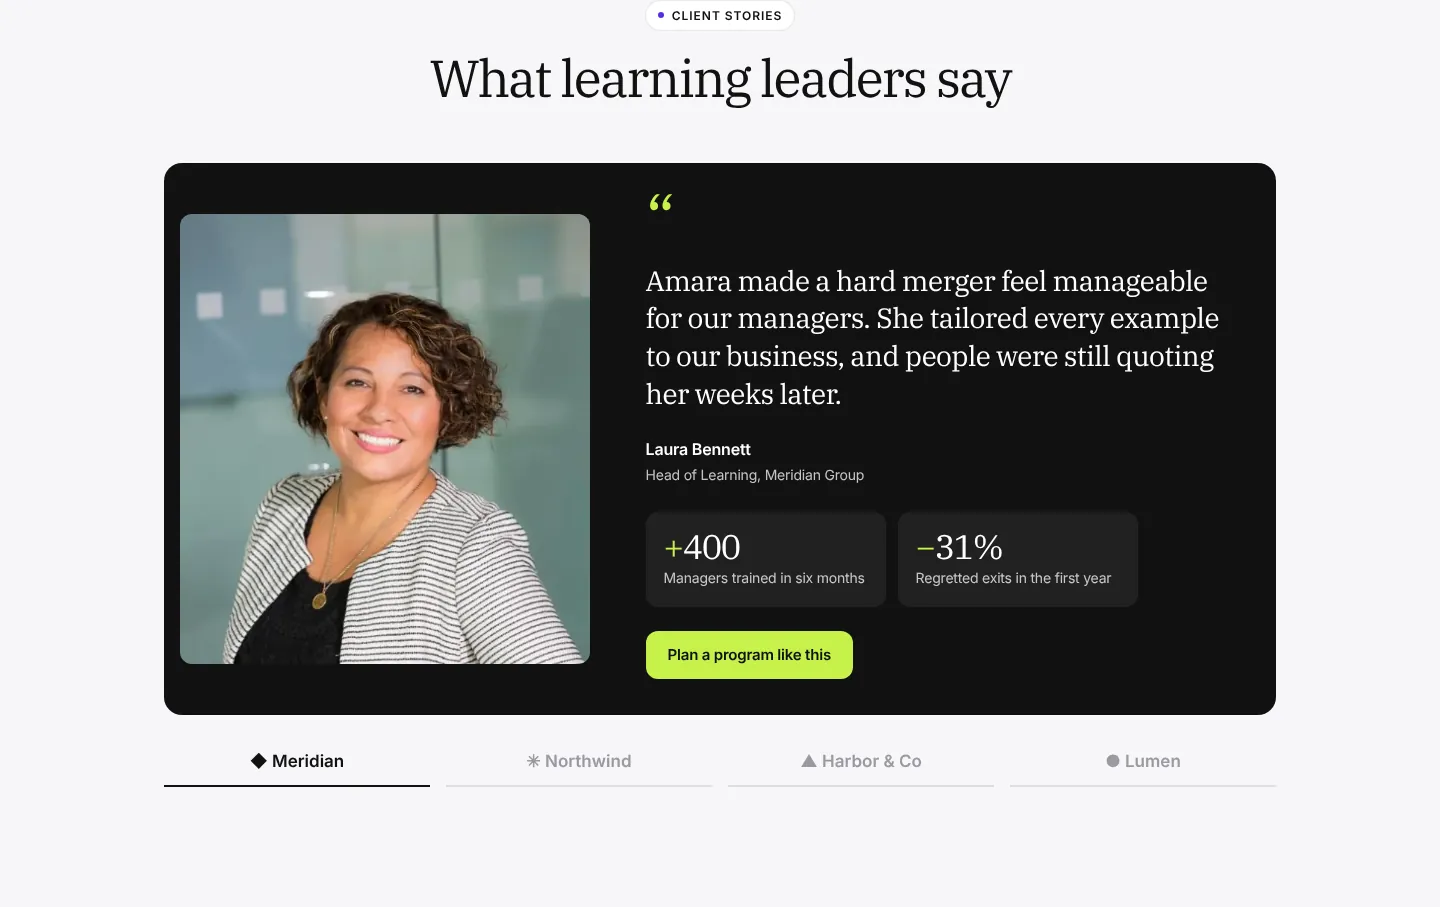 CLIENT STORIES
What learning leaders say
“
Amara made a hard merger feel manageable
for our managers. She tailored every example
to our business, and people were still quoting
her weeks later.
Laura Bennett
Head of Learning, Meridian Group
+400
Managers trained in six months
−31%
Regretted exits in the first year
Plan a program like this
Meridian
Northwind
Harbor & Co
Lumen